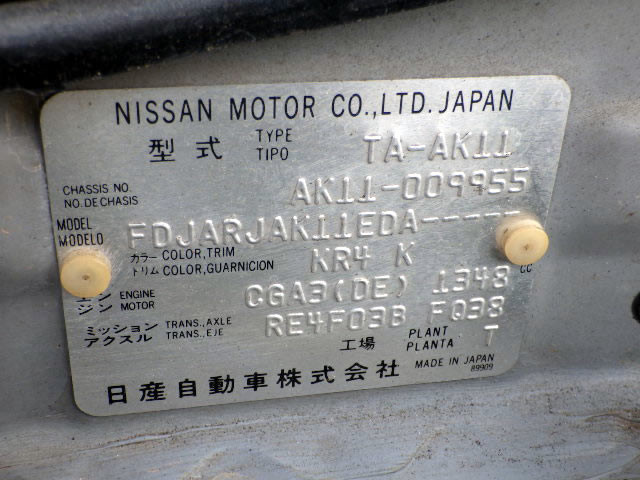 NISSAN MOTOR CO.,LTD. JAPAN
型式 TYPE TIPO TA-AK11
CHASSIS NO. NO. DE CHASIS AK11-009955
MODEL MODELO FDJARJAK11EDA-----
カラー COLOR,TRIM トリム COLOR,GUARNICION KR4 K
エンジン ENGINE MOTOR CGA3(DE) 1348 CC
ミッション アクスル TRANS.,AXLE TRANS.,EJE RE4F03B FQ38
工場 PLANT PLANTA T
日産自動車株式会社 MADE IN JAPAN
89909